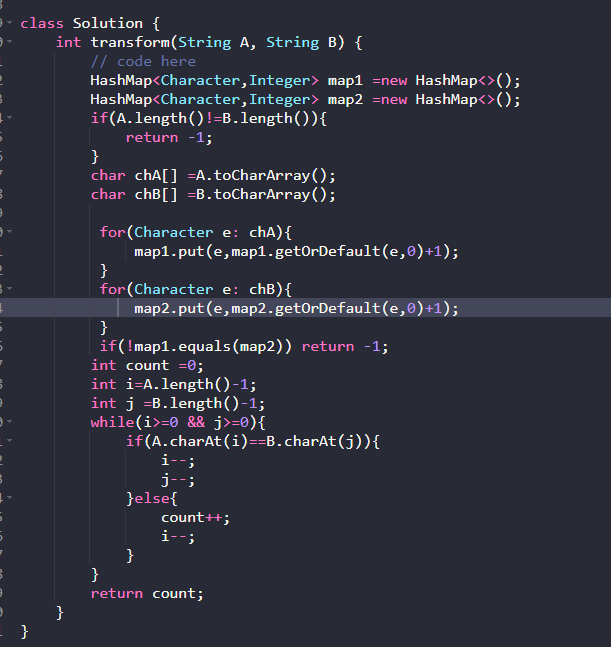 class Solution {
int transform(String A, String B) {
// code here
HashMap<Character,Integer> map1 =new HashMap<>();
HashMap<Character,Integer> map2 =new HashMap<>();
if(A.length()!=B.length()){
return -1;
}
char chA[] =A.toCharArray();
char chB[] =B.toCharArray();
for(Character e: chA){
map1.put(e,map1.getOrDefault(e,0)+1);
}
for(Character e: chB){
map2.put(e,map2.getOrDefault(e,0)+1);
}
if(!map1.equals(map2)) return -1;
int count =0;
int i=A.length()-1;
int j =B.length()-1;
while(i>=0 && j>=0){
if(A.charAt(i)==B.charAt(j)){
i--;
j--;
}else{
count++;
i--;
}
}
return count;
}
}